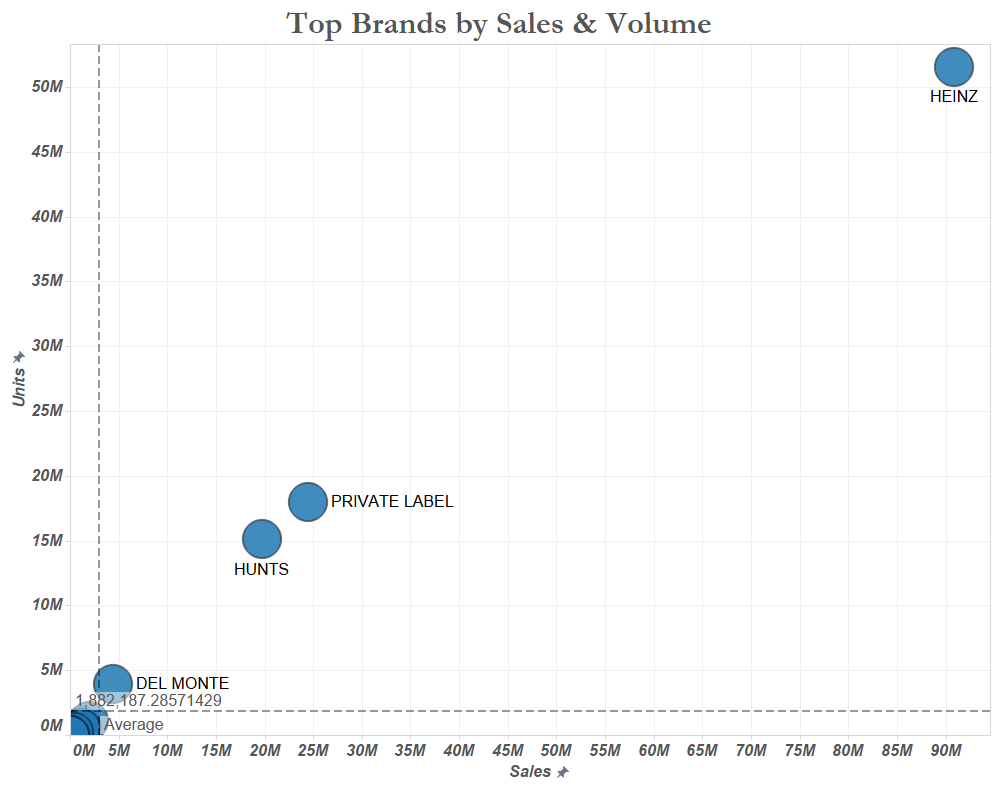 Top Brands by Sales & Volume
50M
HEINZ
45M
40M
35M
30M
Units
25M
20M
PRIVATE LABEL
15M
HUNTS
10M
5M
DEL MONTE
1,882,187.28571429
0M
Average
0M 5M 10M 15M 20M 25M 30M 35M 40M 45M 50M 55M 60M 65M 70M 75M 80M 85M 90M
Sales